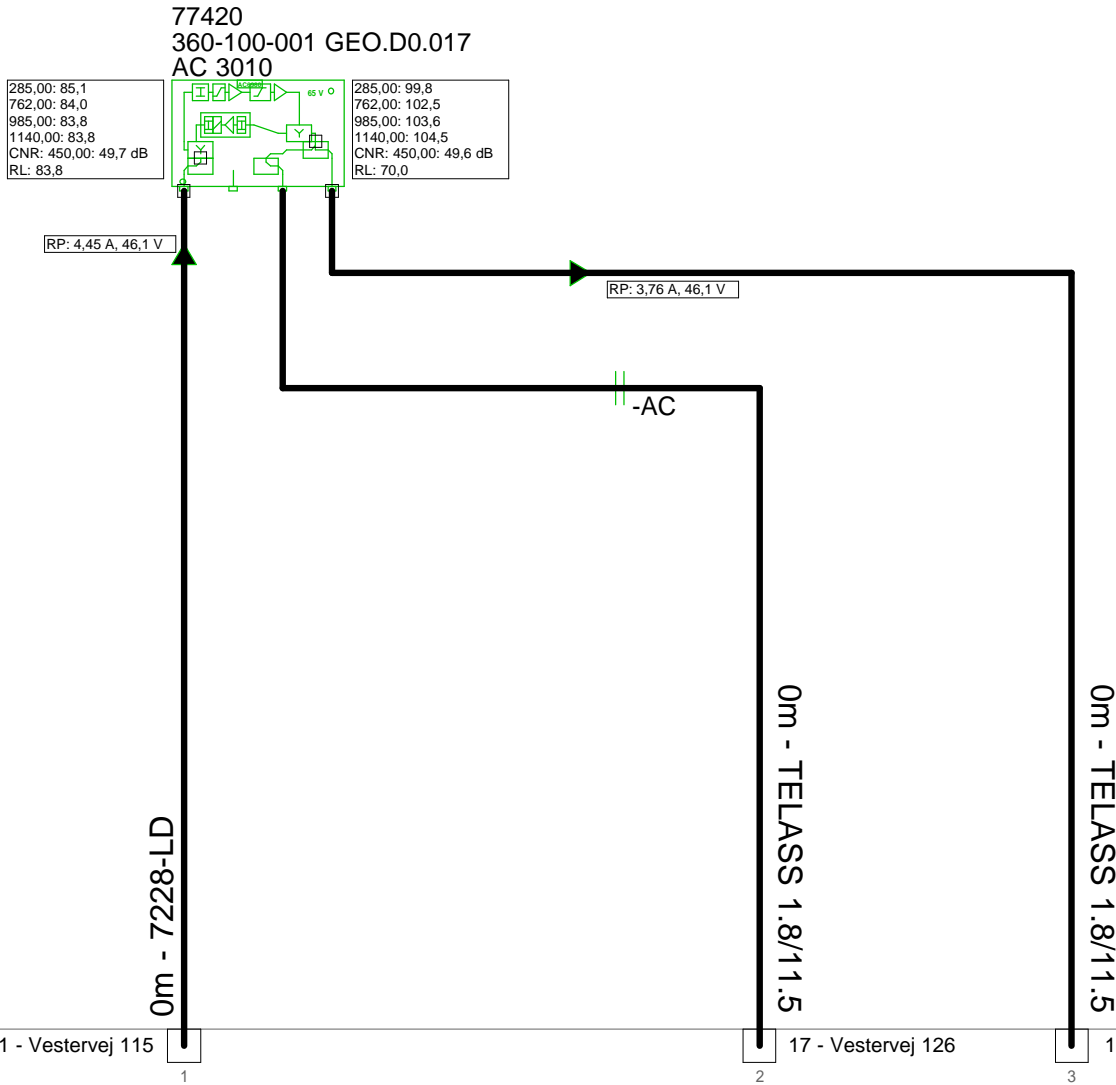 77420
360-100-001 GEO.D0.017
AC 3010
285,00: 85,1
762,00: 84,0
985,00: 83,8
1140,00: 83,8
CNR: 450,00: 49,7 dB
RL: 83,8
65 V
285,00: 99,8
762,00: 102,5
985,00: 103,6
1140,00: 104,5
CNR: 450,00: 49,6 dB
RL: 70,0
RP: 4,45 A, 46,1 V
RP: 3,76 A, 46,1 V
-AC
0m - 7228-LD
0m - TELASS 1.8/11.5
0m - TELASS 1.8/11.5
1 - Vestervej 115
17 - Vestervej 126
1
1
2
3